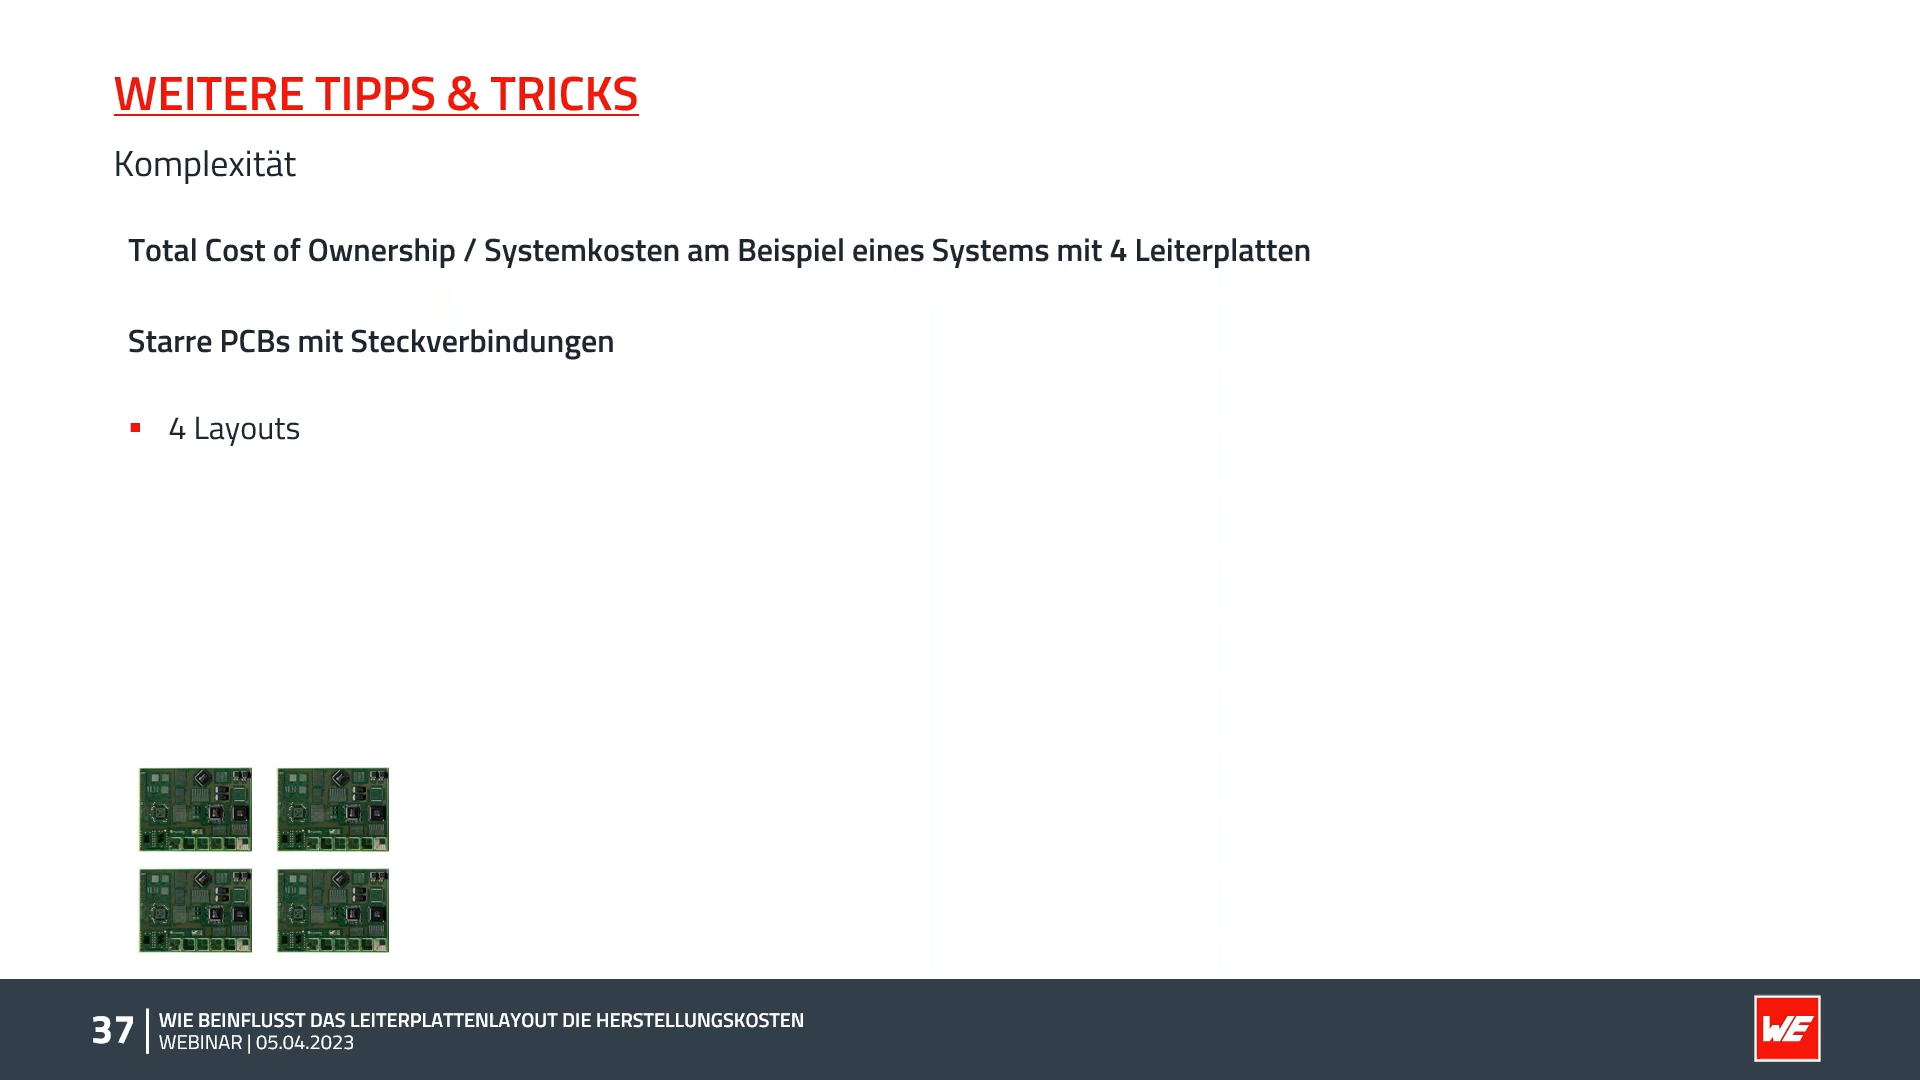 WEITERE TIPPS & TRICKS
Komplexität
Total Cost of Ownership / Systemkosten am Beispiel eines Systems mit 4 Leiterplatten
Starre PCBs mit Steckverbindungen
▪ 4 Layouts
37
WIE BEINFLUSST DAS LEITERPLATTENLAYOUT DIE HERSTELLUNGSKOSTEN
WEBINAR | 05.04.2023
WE